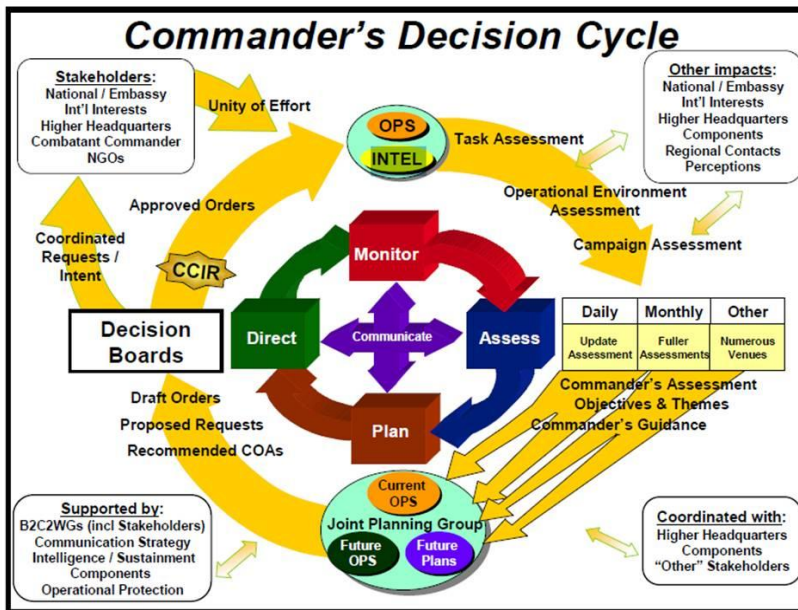 Commander's Decision Cycle
Stakeholders:
National / Embassy
Int'l Interests
Higher Headquarters
Combatant Commander
NGOs
Unity of Effort
OPS
INTEL
Task Assessment
Other impacts:
National / Embassy
Int'l Interests
Higher Headquarters
Components
Regional Contacts
Perceptions
Operational Environment
Assessment
Campaign Assessment
Approved Orders
Coordinated
Requests /
Intent
CCIR
Monitor
Direct
Communicate
Assess
Plan
Decision
Boards
Daily
Monthly
Other
Update
Assessment
Fuller
Assessments
Numerous
Venues
Commander's Assessment
Objectives & Themes
Commander's Guidance
Draft Orders
Proposed Requests
Recommended COAs
Current
OPS
Joint Planning Group
Future
OPS
Future
Plans
Supported by:
B2C2WGs (incl Stakeholders)
Communication Strategy
Intelligence / Sustainment
Components
Operational Protection
Coordinated with:
Higher Headquarters
Components
"Other" Stakeholders